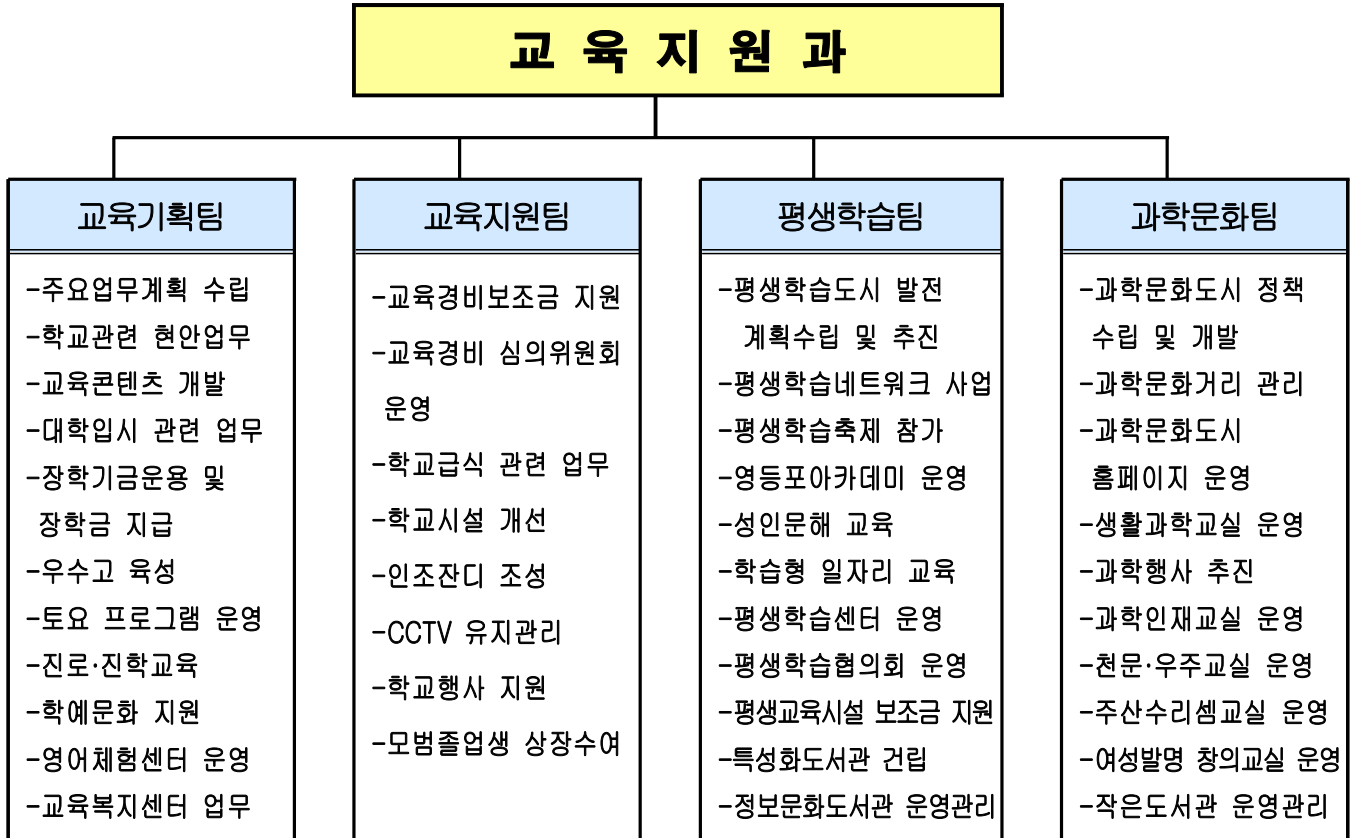 교 육 지 원 과
교육기획팀
-주요업무계획 수립
-학교관련 현안업무
-교육콘텐츠 개발
-대학입시 관련 업무
-장학기금운용 및
장학금 지급
-우수고 육성
-토요 프로그램 운영
-진로·진학교육
-학예문화 지원
-영어체험센터 운영
-교육복지센터 업무
교육지원팀
-교육경비보조금 지원
-교육경비 심의위원회
운영
-학교급식 관련 업무
-학교시설 개선
-인조잔디 조성
-CCTV 유지관리
-학교행사 지원
-모범졸업생 상장수여
평생학습팀
-평생학습도시 발전
계획수립 및 추진
-평생학습네트워크 사업
-평생학습축제 참가
-영등포아카데미 운영
-성인문해 교육
-학습형 일자리 교육
-평생학습센터 운영
-평생학습협의회 운영
-평생교육시설 보조금 지원
-특성화도서관 건립
-정보문화도서관 운영관리
과학문화팀
-과학문화도시 정책
수립 및 개발
-과학문화거리 관리
-과학문화도시
홈페이지 운영
-생활과학교실 운영
-과학행사 추진
-과학인재교실 운영
-천문·우주교실 운영
-주산수리셈교실 운영
-여성발명 창의교실 운영
-작은도서관 운영관리